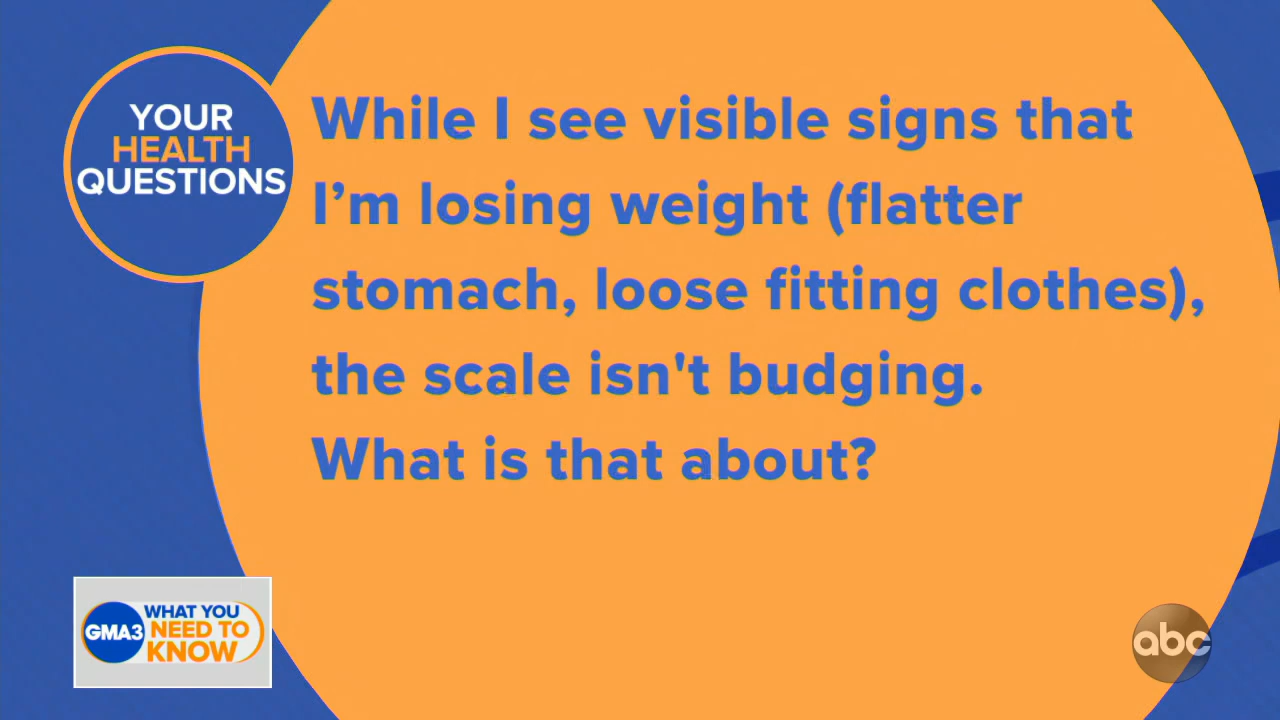 YOUR
HEALTH
QUESTIONS
While I see visible signs that
I’m losing weight (flatter
stomach, loose fitting clothes),
the scale isn't budging.
What is that about?
GMA3
WHAT YOU
NEED TO
KNOW
abc